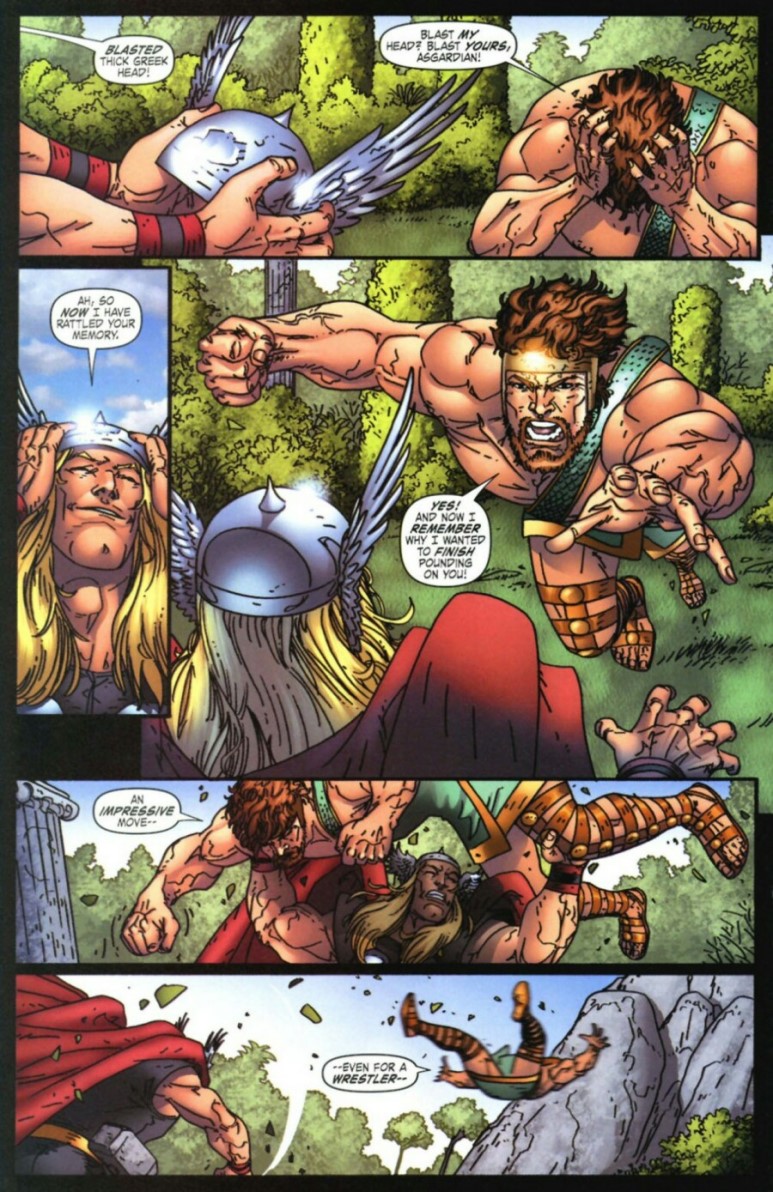 BLASTED
THICK GREEK
HEAD!
BLAST MY
HEAD? BLAST YOURS,
ASGARDIAN!
AH, SO
NOW I HAVE
RATTLED YOUR
MEMORY.
YES!
AND NOW I
REMEMBER
WHY I WANTED
TO FINISH
POUNDING
ON YOU!
AN
IMPRESSIVE
MOVE--
--EVEN FOR A
WRESTLER--